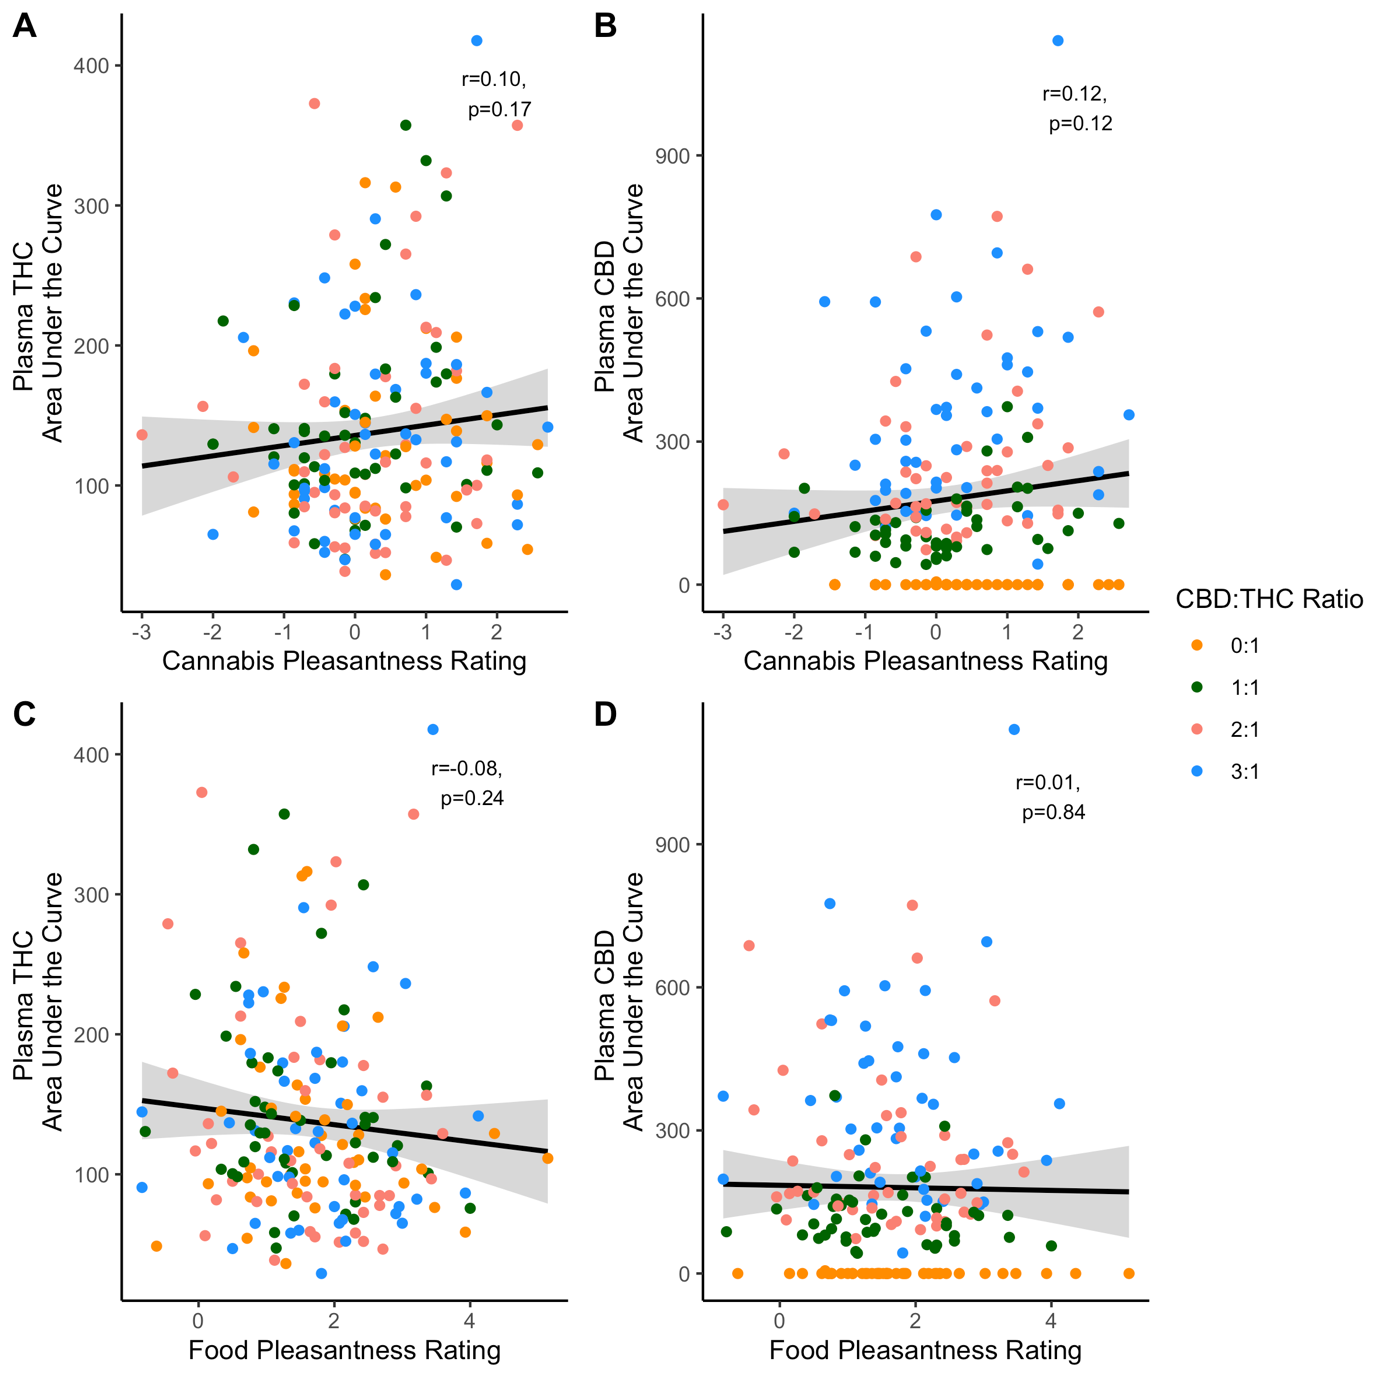 A
Plasma THC
Area Under the Curve
400
300
200
100
r=0.10,
p=0.17
-3 -2 -1 0 1 2
Cannabis Pleasantness Rating
B
Plasma CBD
Area Under the Curve
900
600
300
0
r=0.12,
p=0.12
-3 -2 -1 0 1 2
Cannabis Pleasantness Rating
CBD:THC Ratio
0:1
1:1
2:1
3:1
C
Plasma THC
Area Under the Curve
400
300
200
100
r=-0.08,
p=0.24
0 2 4
Food Pleasantness Rating
D
Plasma CBD
Area Under the Curve
900
600
300
0
r=0.01,
p=0.84
0 2 4
Food Pleasantness Rating